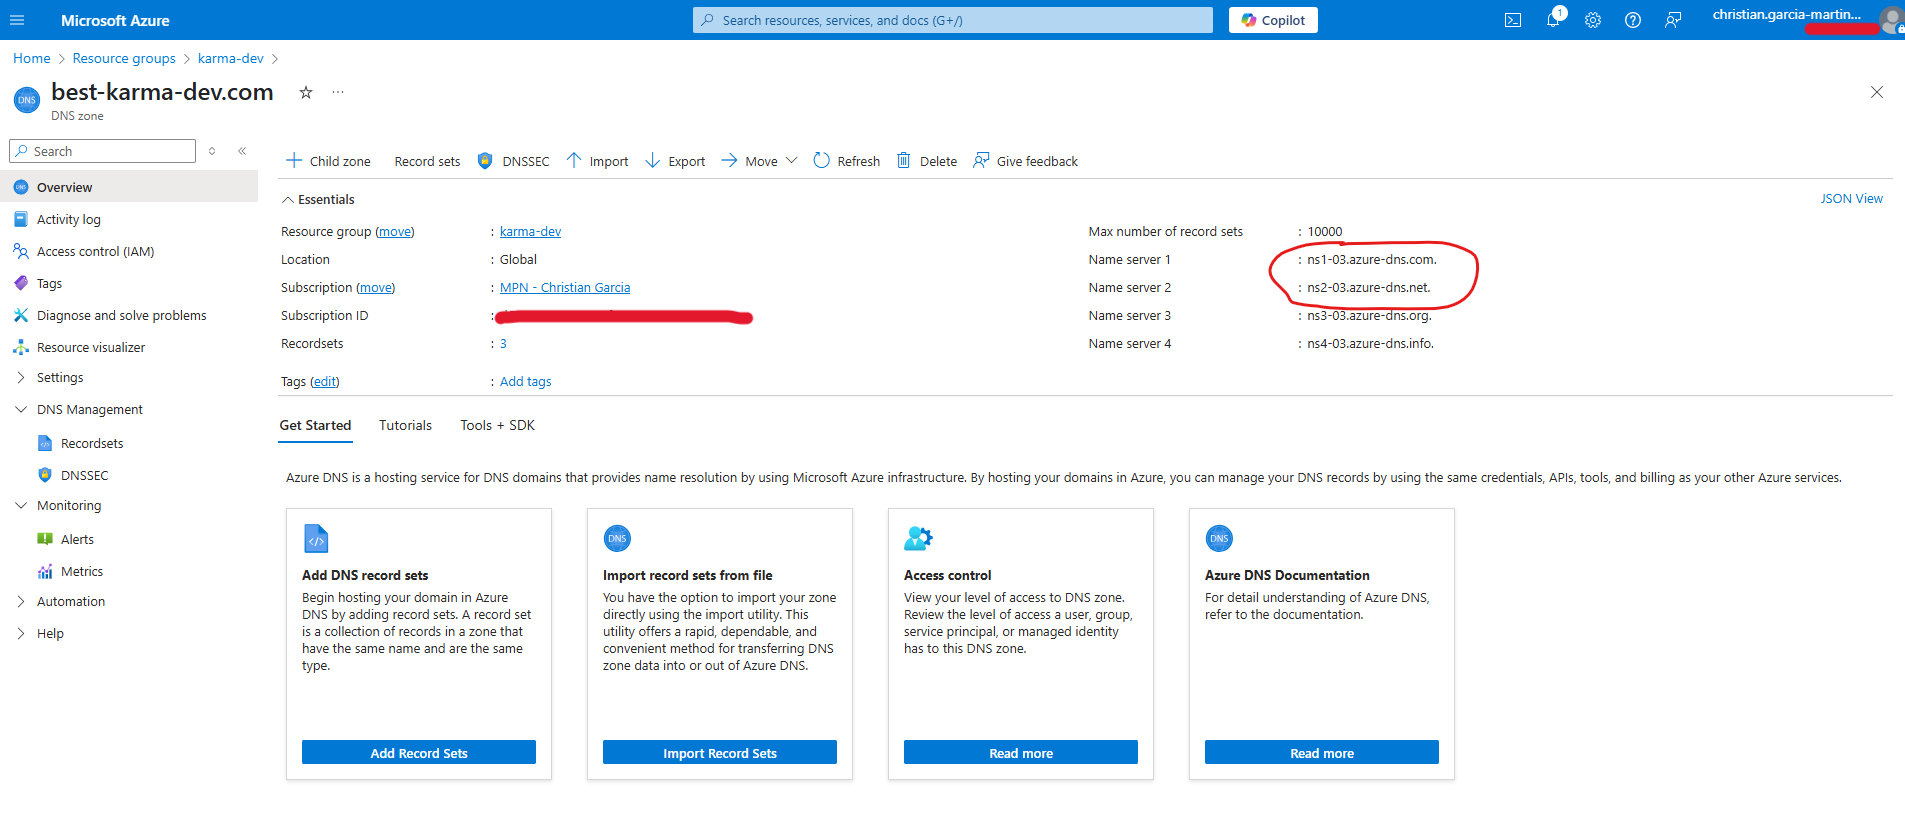 Microsoft Azure
Search resources, services, and docs (G+/)
Copilot
1
christian.garcia-martin...
Home > Resource groups > karma-dev >
DNS
best-karma-dev.com
DNS zone
Search
Overview
Activity log
Access control (IAM)
Tags
Diagnose and solve problems
Resource visualizer
Settings
DNS Management
Recordsets
DNSSEC
Monitoring
Alerts
Metrics
Automation
Help
Child zone Record sets DNSSEC Import Export Move Refresh Delete Give feedback
Essentials
JSON View
Resource group (move) : karma-dev
Location : Global
Subscription (move) : MPN - Christian Garcia
Subscription ID :
Recordsets : 3
Tags (edit) : Add tags
Max number of record sets : 10000
Name server 1 : ns1-03.azure-dns.com.
Name server 2 : ns2-03.azure-dns.net.
Name server 3 : ns3-03.azure-dns.org.
Name server 4 : ns4-03.azure-dns.info.
Get Started Tutorials Tools + SDK
Azure DNS is a hosting service for DNS domains that provides name resolution by using Microsoft Azure infrastructure. By hosting your domains in Azure, you can manage your DNS records by using the same credentials, APIs, tools, and billing as your other Azure services.
Add DNS record sets
Begin hosting your domain in Azure
DNS by adding record sets. A record set
is a collection of records in a zone that
have the same name and are the same
type.
Add Record Sets
DNS
Import record sets from file
You have the option to import your zone
directly using the import utility. This
utility offers a rapid, dependable, and
convenient method for transferring DNS
zone data into or out of Azure DNS.
Import Record Sets
Access control
View your level of access to DNS zone.
Review the level of access a user, group,
service principal, or managed identity
has to this DNS zone.
Read more
DNS
Azure DNS Documentation
For detail understanding of Azure DNS,
refer to the documentation.
Read more